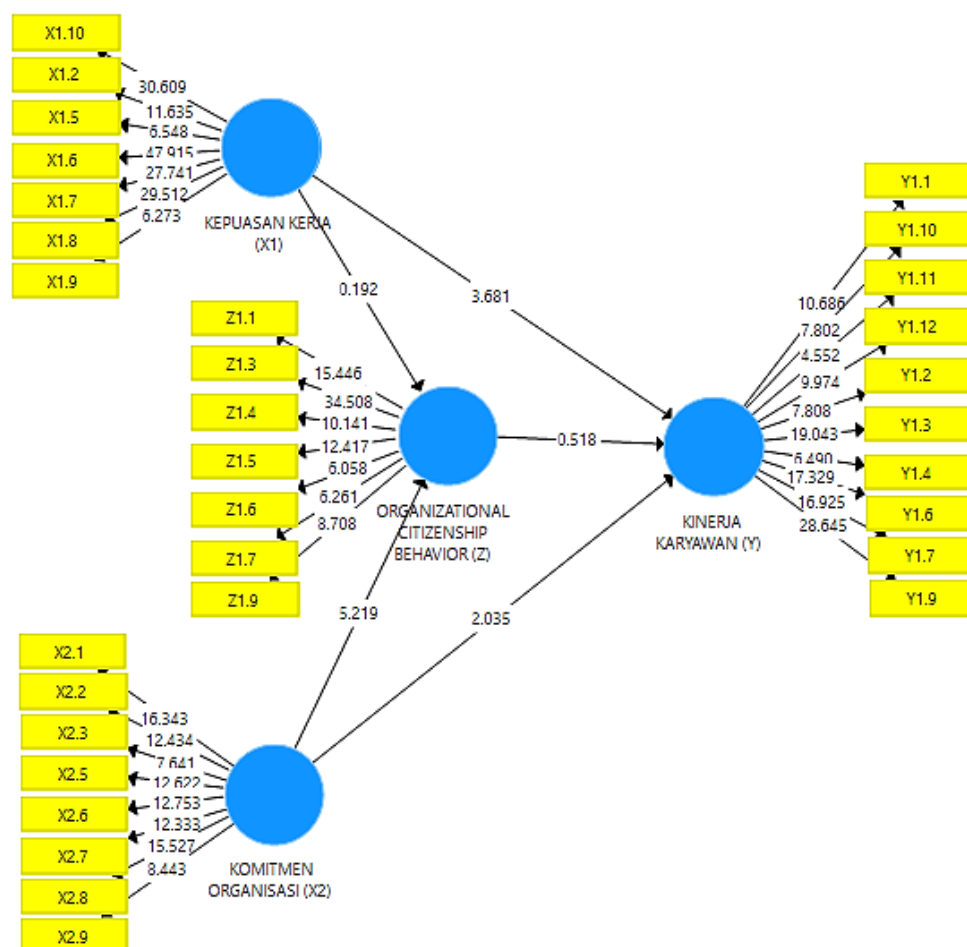 X1.10
X1.2
X1.5
X1.6
X1.7
X1.8
X1.9
30.609
11.635
6.548
47.915
27.741
29.512
6.273
KEPUASAN KERJA
(X1)
0.192
3.681
Z1.1
Z1.3
Z1.4
Z1.5
Z1.6
Z1.7
Z1.9
15.446
34.508
10.141
12.417
6.058
6.261
8.708
ORGANIZATIONAL
CITIZENSHIP
BEHAVIOR (Z)
0.518
5.219
2.035
Y1.1
Y1.10
Y1.11
Y1.12
Y1.2
Y1.3
Y1.4
Y1.6
Y1.7
Y1.9
10.686
7.802
4.552
9.974
7.808
19.043
6.490
17.329
16.925
28.645
KINERJA
KARYAWAN (Y)
X2.1
X2.2
X2.3
X2.5
X2.6
X2.7
X2.8
X2.9
16.343
12.434
7.641
12.622
12.753
12.333
15.527
8.443
KOMITMEN
ORGANISASI (X2)